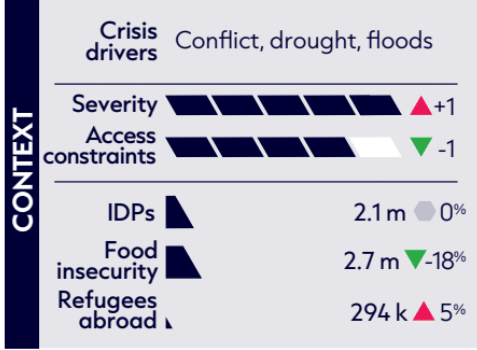 CONTEXT
Crisis drivers
Conflict, drought, floods
Severity
+1
Access constraints
-1
IDPs
2.1 m 0%
Food insecurity
2.7 m -18%
Refugees abroad
294 k 5%